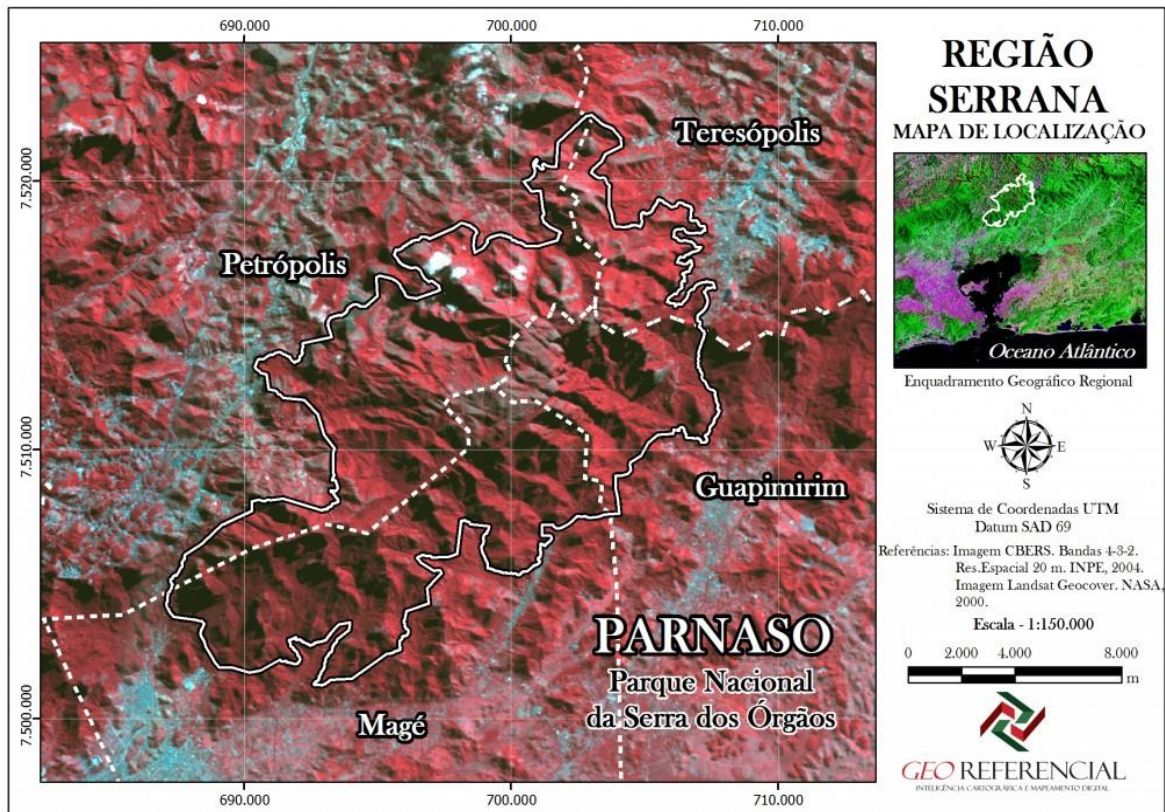 690.000
700.000
710.000
7.520.000
7.510.000
7.500.000
Teresópolis
Petrópolis
Guapimirim
PARNASO
Parque Nacional
da Serra dos Órgãos
Magé
690.000
700.000
710.000
REGIÃO
SERRANA
MAPA DE LOCALIZAÇÃO
Oceano Atlântico
Enquadramento Geográfico Regional
N
W
E
S
Sistema de Coordenadas UTM
Datum SAD 69
Referências: Imagem CBERS. Bandas 4-3-2.
Res.Espacial 20 m. INPE, 2004.
Imagem Landsat Geocover. NASA,
2000.
Escala - 1:150.000
0 2.000 4.000 8.000
m
GEO REFERENCIAL
INTELIGÊNCIA CARTOGRÁFICA E MAPEAMENTO DIGITAL